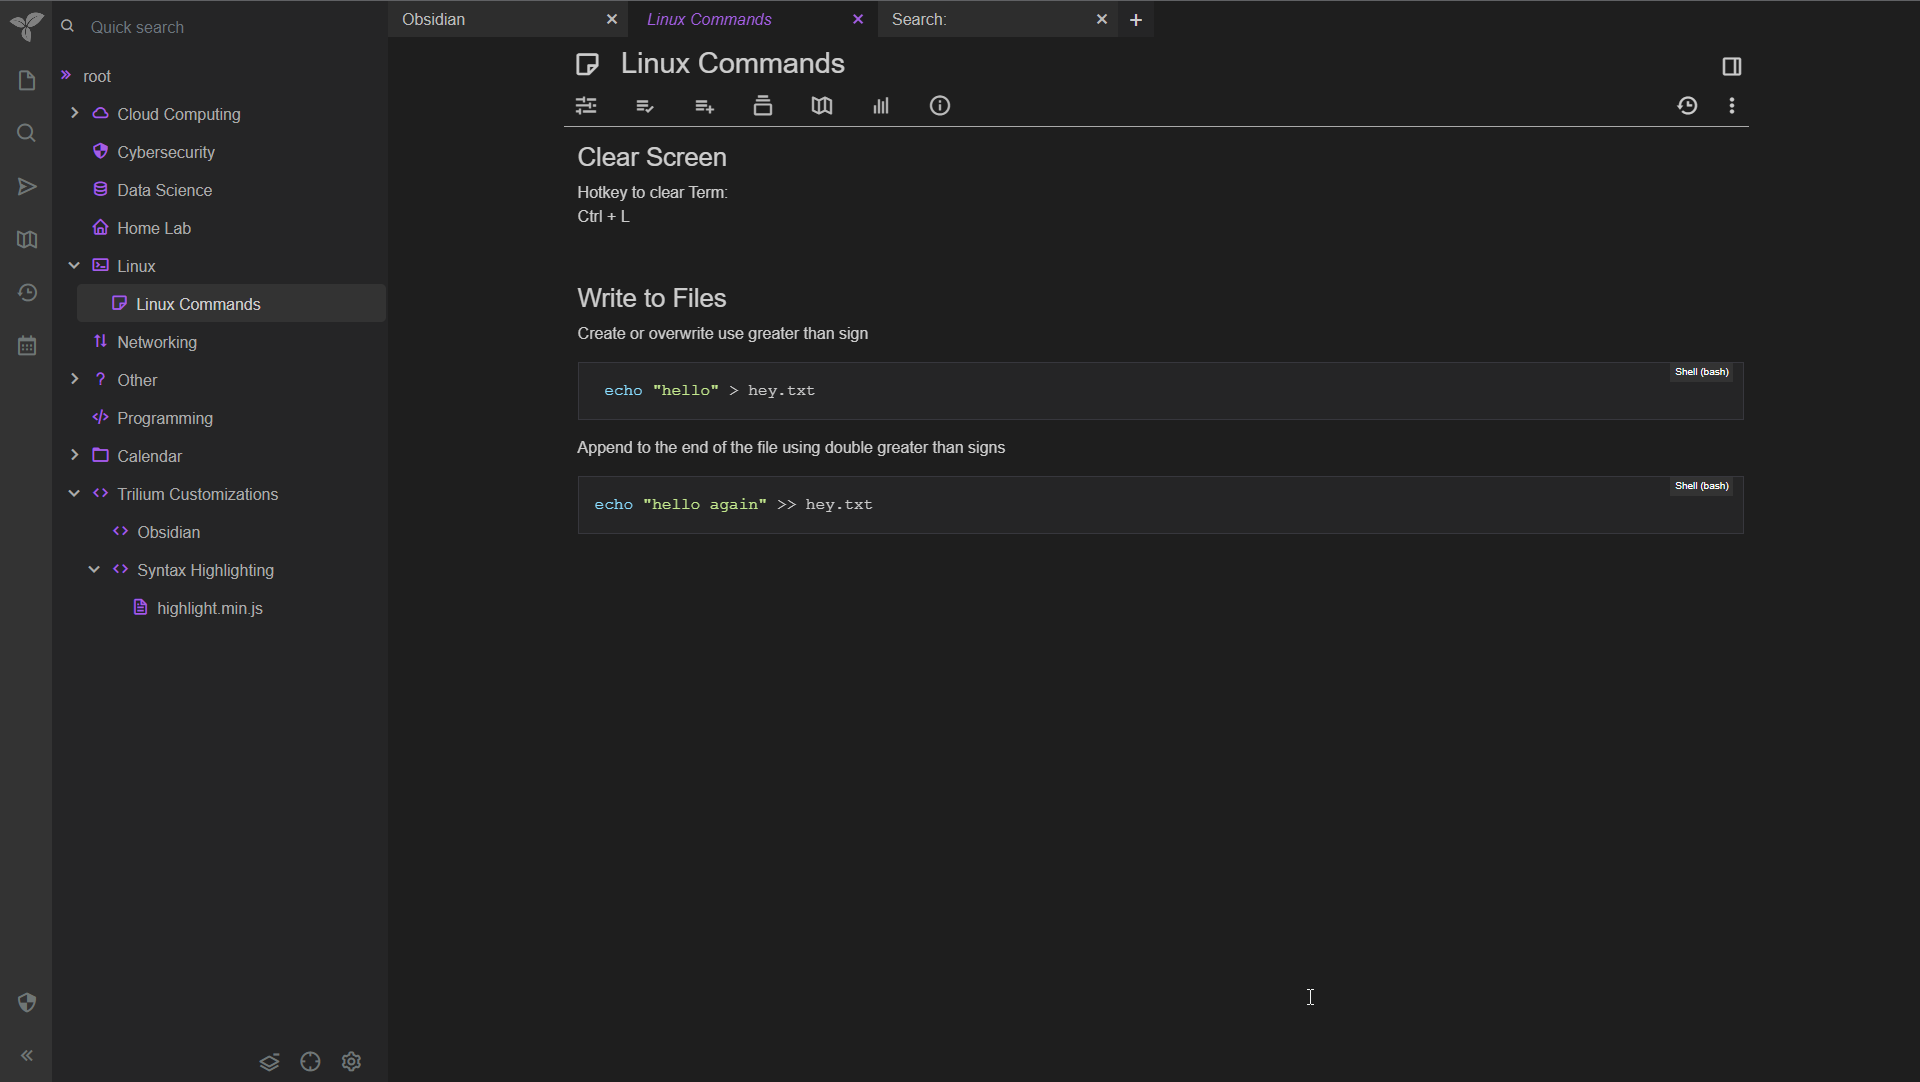 Quick search
root
Cloud Computing
Cybersecurity
Data Science
Home Lab
Linux
Linux Commands
Networking
Other
Programming
Calendar
Trilium Customizations
Obsidian
Syntax Highlighting
highlight.min.js
Obsidian
Linux Commands
Search:
Linux Commands
Clear Screen
Hotkey to clear Term:
Ctrl + L
Write to Files
Create or overwrite use greater than sign
Shell (bash)
echo "hello" > hey.txt
Append to the end of the file using double greater than signs
Shell (bash)
echo "hello again" >> hey.txt